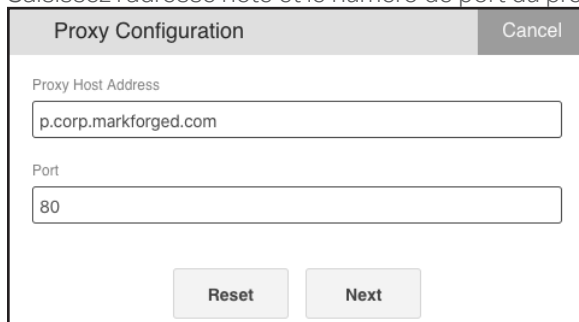 Proxy Configuration
Cancel
Proxy Host Address
p.corp.markforged.com
Port
80
Reset
Next